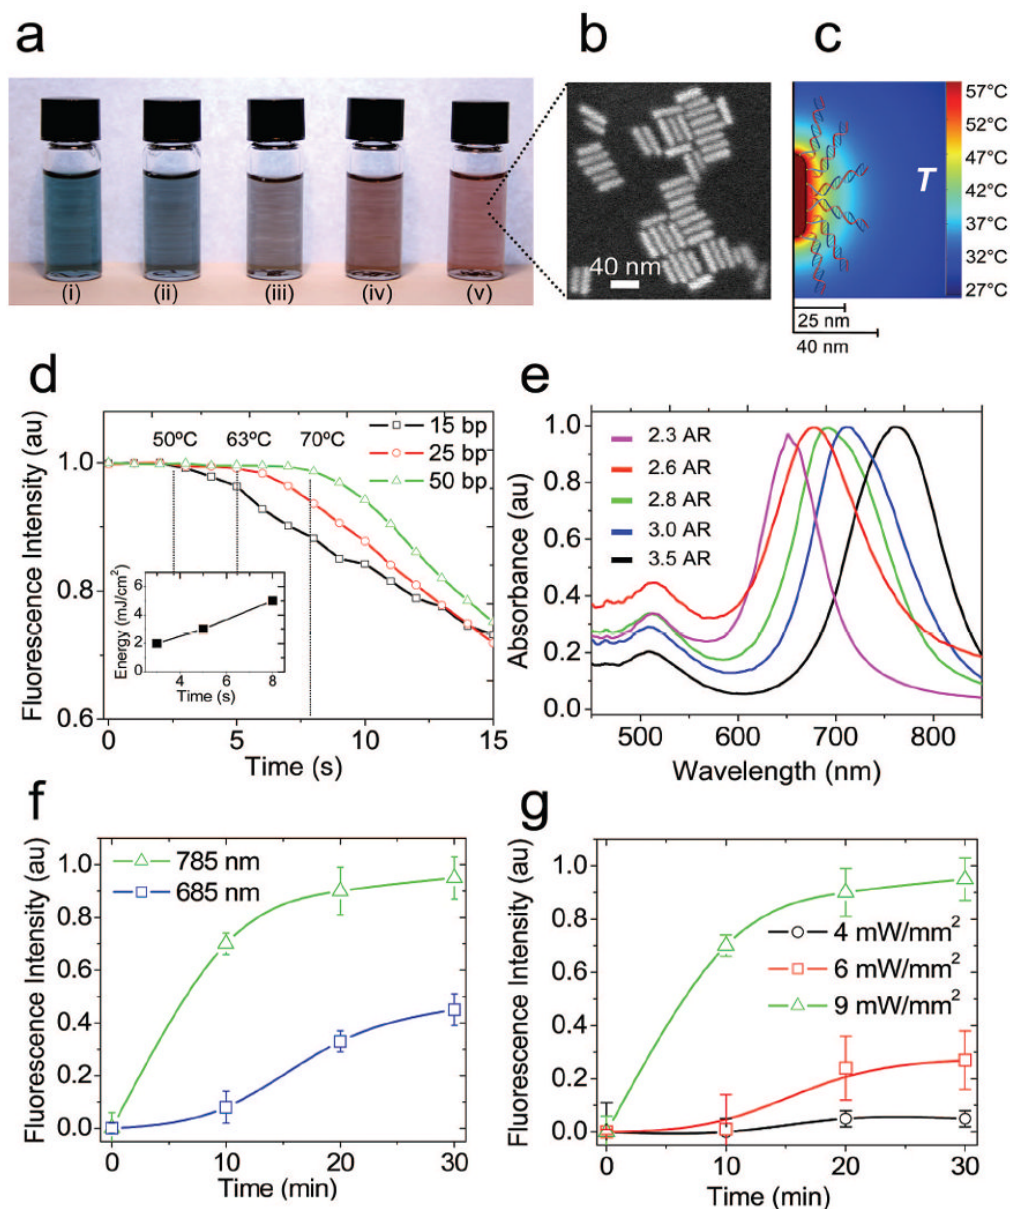 a
b
c
(i)
(ii)
(iii)
(iv)
(v)
40 nm
T
57°C
52°C
47°C
42°C
37°C
32°C
27°C
25 nm
40 nm
d
Fluorescence Intensity (au)
1.0
0.8
0.6
50ºC
63ºC
70ºC
15 bp
25 bp
50 bp
Energy (mJ/cm²)
6
4
2
0
4
6
8
Time (s)
0
5
10
15
Time (s)
e
Absorbance (au)
1.0
0.8
0.6
0.4
0.2
0.0
2.3 AR
2.6 AR
2.8 AR
3.0 AR
3.5 AR
500
600
700
800
Wavelength (nm)
f
Fluorescence Intensity (au)
1.0
0.8
0.6
0.4
0.2
0.0
785 nm
685 nm
0
10
20
30
Time (min)
g
Fluorescence Intensity (au)
1.0
0.8
0.6
0.4
0.2
0.0
4 mW/mm²
6 mW/mm²
9 mW/mm²
0
10
20
30
Time (min)